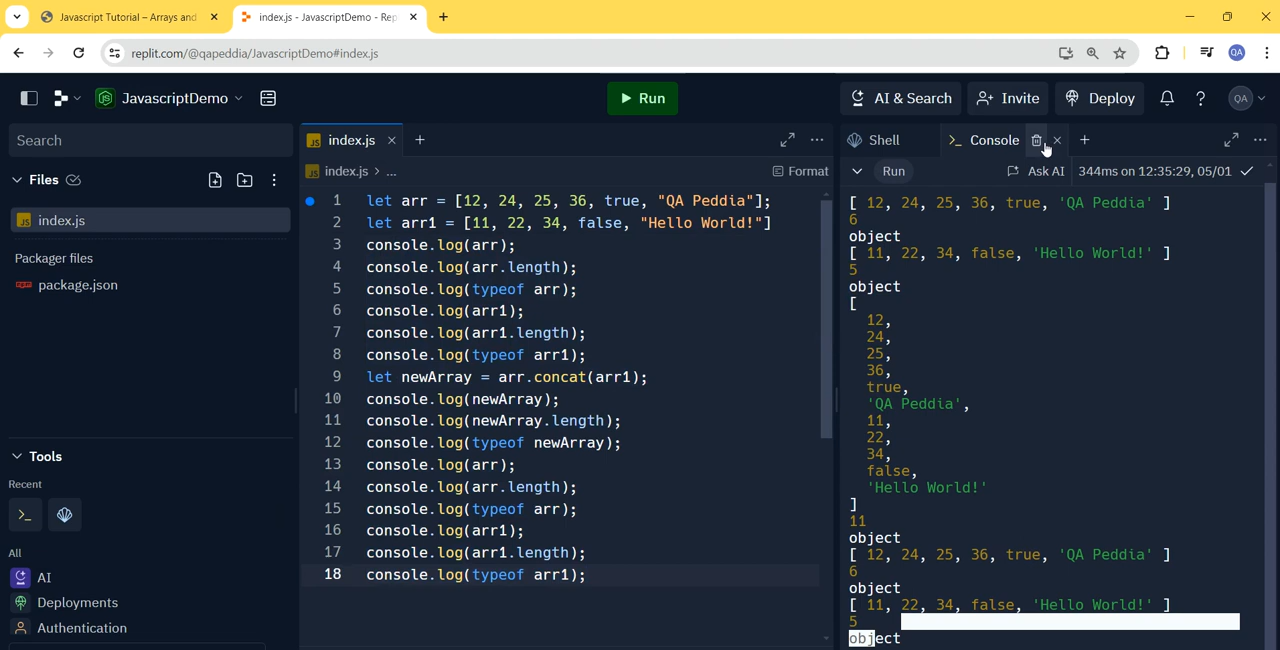 Javascript Tutorial – Arrays and
index.js - JavascriptDemo - Rep
replit.com/@qapeddia/JavascriptDemo#index.js
QA
JavascriptDemo
Run
AI & Search
Invite
Deploy
?
QA
Search
Files
index.js
Packager files
package.json
Tools
Recent
All
AI
Deployments
Authentication
JS index.js
JS index.js > ...
Format
1 let arr = [12, 24, 25, 36, true, "QA Peddia"];
2 let arr1 = [11, 22, 34, false, "Hello World!"]
3 console.log(arr);
4 console.log(arr.length);
5 console.log(typeof arr);
6 console.log(arr1);
7 console.log(arr1.length);
8 console.log(typeof arr1);
9 let newArray = arr.concat(arr1);
10 console.log(newArray);
11 console.log(newArray.length);
12 console.log(typeof newArray);
13 console.log(arr);
14 console.log(arr.length);
15 console.log(typeof arr);
16 console.log(arr1);
17 console.log(arr1.length);
18 console.log(typeof arr1);
Shell
Console
Run
Ask AI
344ms on 12:35:29, 05/01
[ 12, 24, 25, 36, true, 'QA Peddia' ]
6
object
[ 11, 22, 34, false, 'Hello World!' ]
5
object
[
12,
24,
25,
36,
true,
'QA Peddia',
11,
22,
34,
false,
'Hello World!'
]
11
object
[ 12, 24, 25, 36, true, 'QA Peddia' ]
6
object
[ 11, 22, 34, false, 'Hello World!' ]
5
object